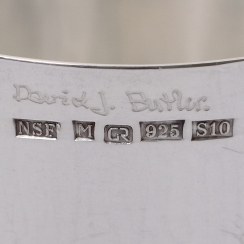 David J. Butler.
NSF M GR 925 S10